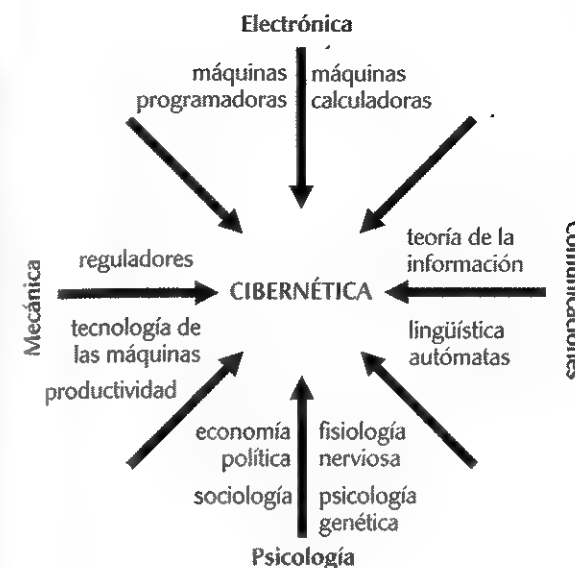 Electrónica
máquinas
programadoras
máquinas
calculadoras
Mecánica
reguladores
tecnología de
las máquinas
productividad
CIBERNÉTICA
teoría de la
información
lingüística
autómatas
Comunicaciones
economía
política
sociología
fisiología
nerviosa
psicología
genética
Psicología